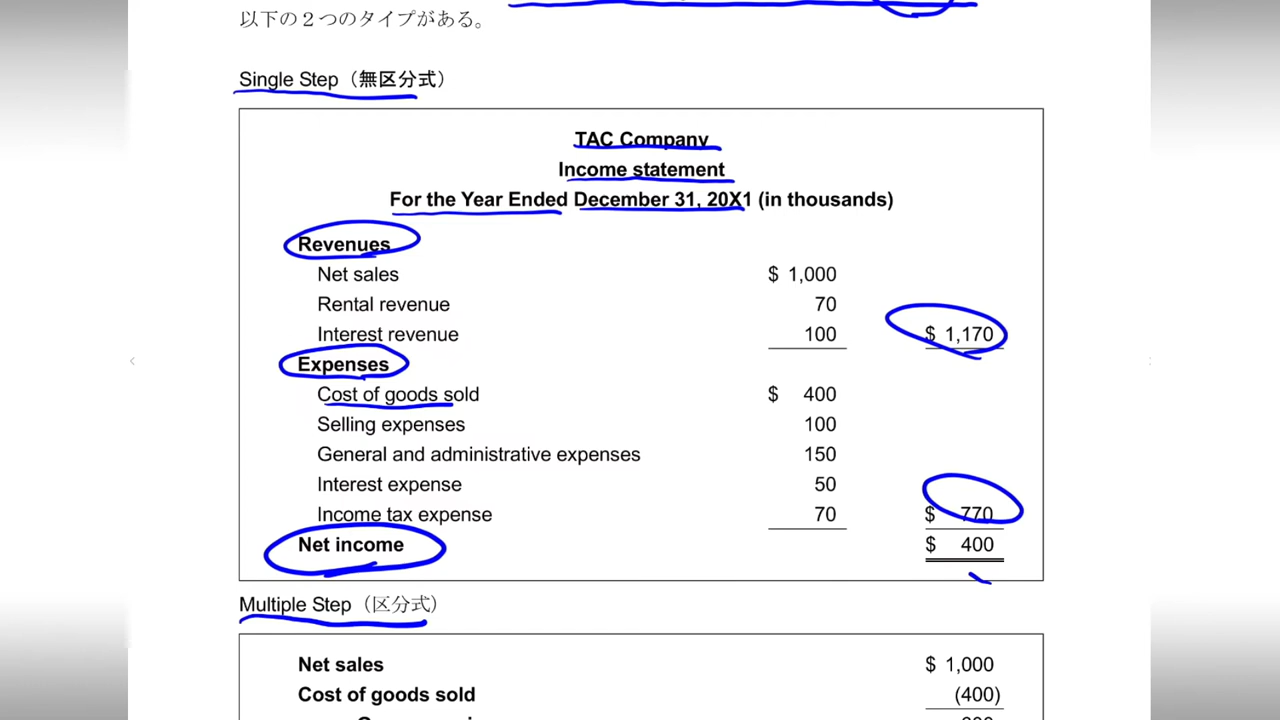 以下の２つのタイプがある。
Single Step（無区分式）
TAC Company
Income statement
For the Year Ended December 31, 20X1 (in thousands)
Revenues
Net sales $ 1,000
Rental revenue 70
Interest revenue 100 $ 1,170
Expenses
Cost of goods sold $ 400
Selling expenses 100
General and administrative expenses 150
Interest expense 50
Income tax expense 70 $ 770
Net income $ 400
Multiple Step（区分式）
Net sales $ 1,000
Cost of goods sold (400)